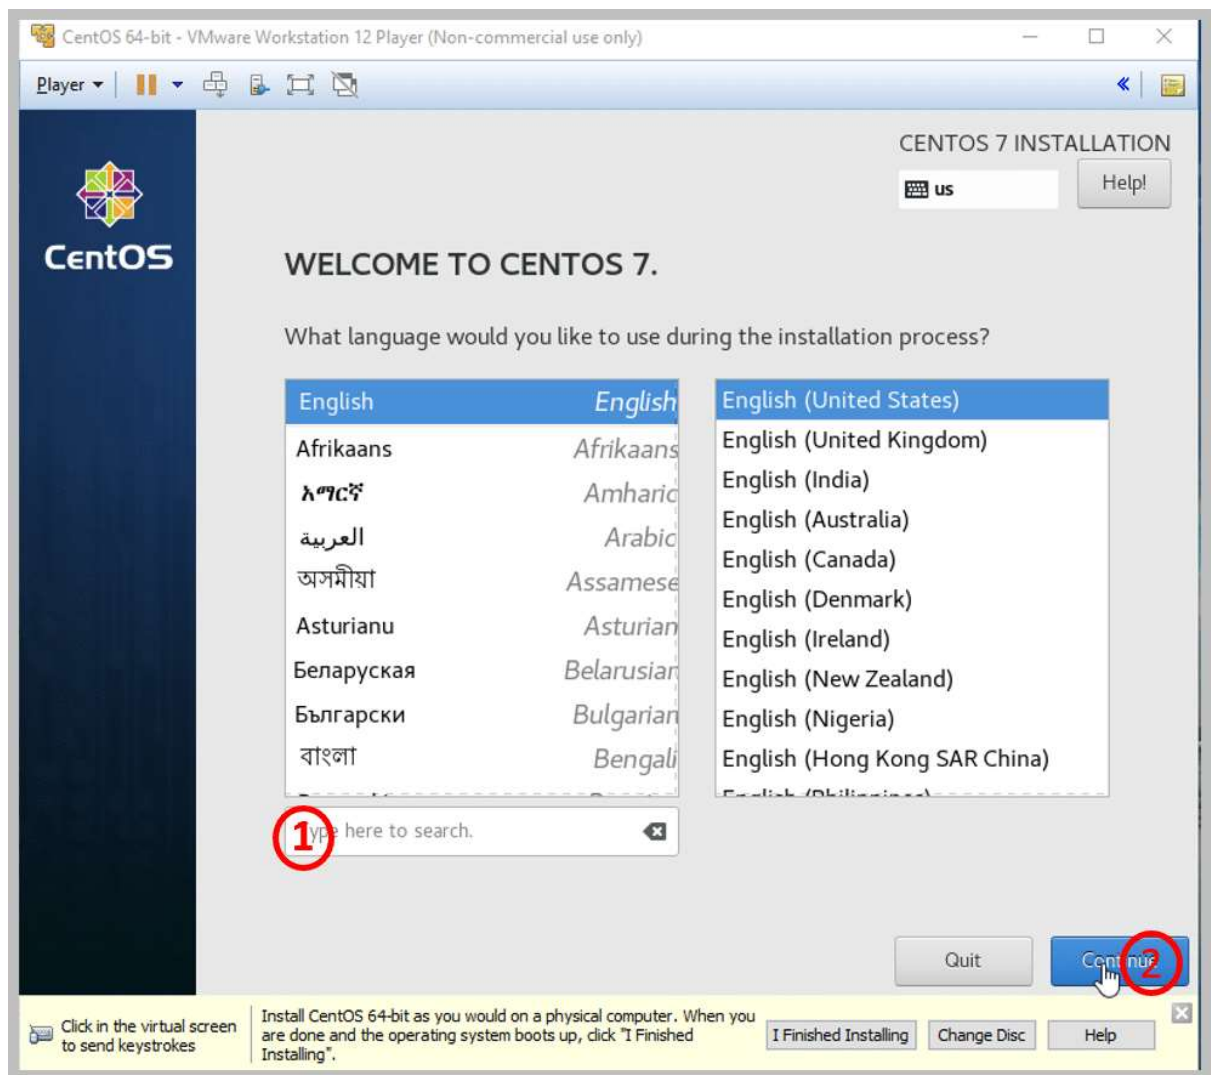 CentOS 64-bit - VMware Workstation 12 Player (Non-commercial use only)
Player
CENTOS 7 INSTALLATION
us
Help!
CentOS
WELCOME TO CENTOS 7.
What language would you like to use during the installation process?
English English
Afrikaans Afrikaans
አማርኛ Amharic
العربية Arabic
অসমীয়া Assamese
Asturianu Asturian
Беларуская Belarusian
Български Bulgarian
বাংলা Bengali
English (United States)
English (United Kingdom)
English (India)
English (Australia)
English (Canada)
English (Denmark)
English (Ireland)
English (New Zealand)
English (Nigeria)
English (Hong Kong SAR China)
English (Philippines)
1
Type here to search.
Quit
Continue
2
Click in the virtual screen
to send keystrokes
Install CentOS 64-bit as you would on a physical computer. When you
are done and the operating system boots up, click "I Finished
Installing".
I Finished Installing
Change Disc
Help